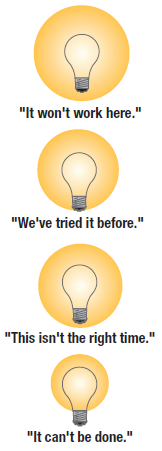 "It won't work here."
"We've tried it before."
"This isn't the right time."
"It can't be done."